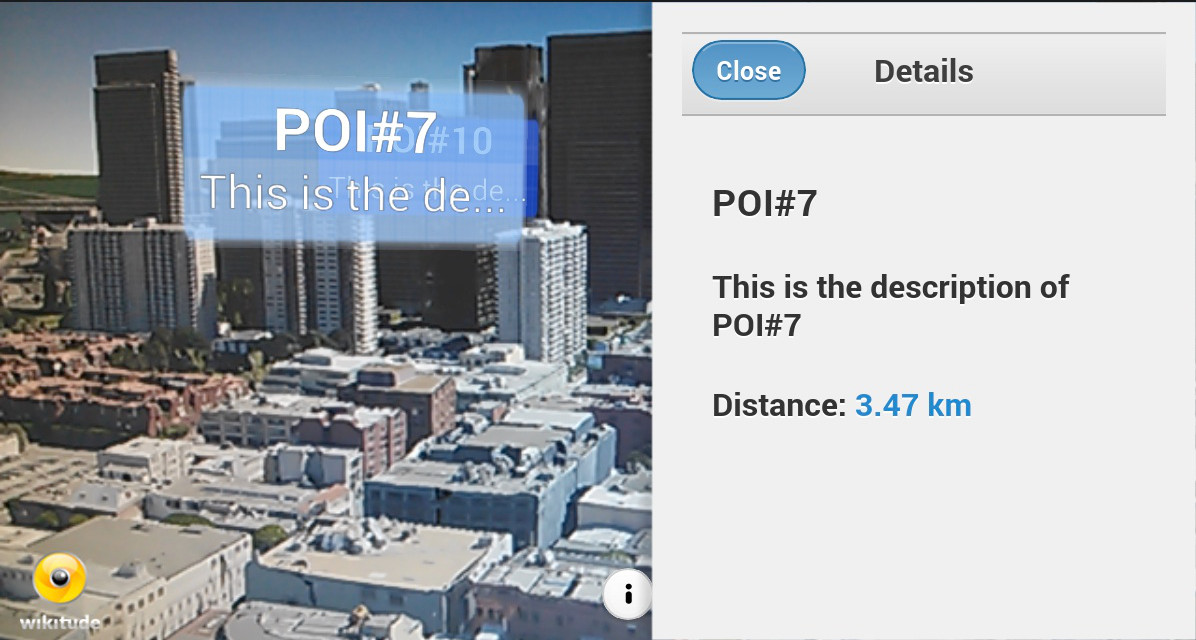 POI#7
POI#10
This is the de...
This is the de...
wikitude
i
Close
Details
POI#7
This is the description of
POI#7
Distance: 3.47 km